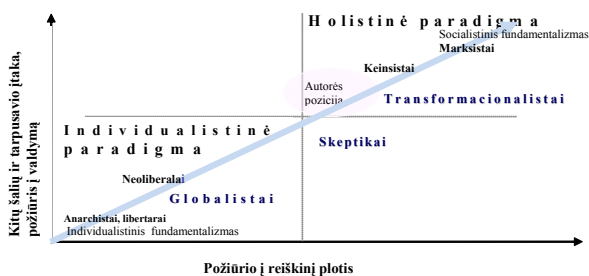 Holistinė paradigma
Socialistinis fundamentalizmas
Marksistai
Keinsistai
Autorės
pozicija
Transformacionalistai
Individualistinė
paradigma
Skeptikai
Neoliberalai
Globalistai
Anarchistai, libertarai
Individualistinis fundamentalizmas
Kitų šalių ir tarpusavio įtaka,
požiūris į valdymą
Požiūrio į reiškinį plotis